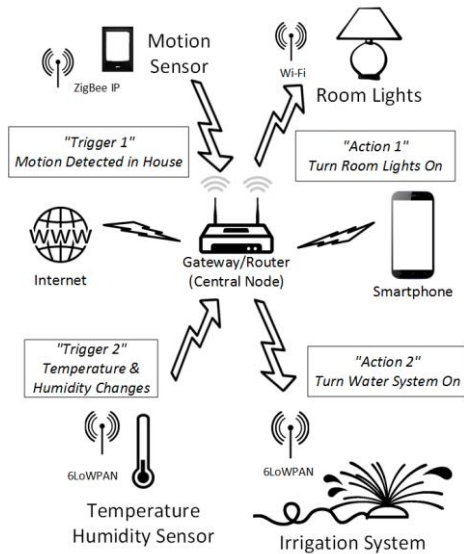 Motion
Sensor
ZigBee IP
Wi-Fi
Room Lights
"Trigger 1"
Motion Detected in House
"Action 1"
Turn Room Lights On
WWW
Internet
Gateway/Router
(Central Node)
Smartphone
"Trigger 2"
Temperature &
Humidity Changes
"Action 2"
Turn Water System On
6LoWPAN
Temperature
Humidity Sensor
6LoWPAN
Irrigation System